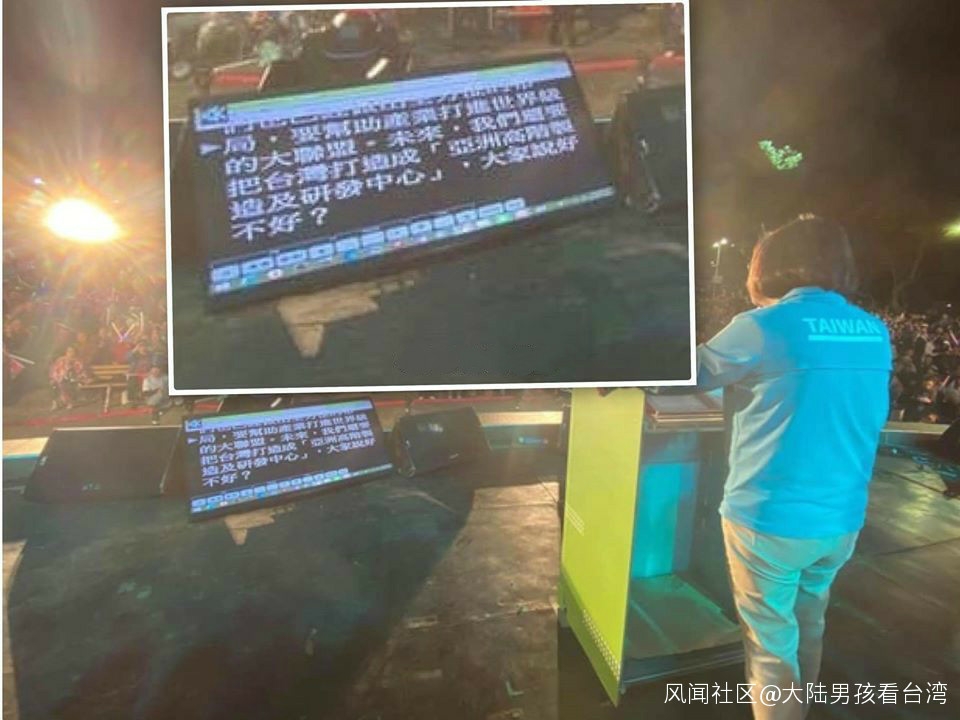 局，要幫助產業打進世界級
的大聯盟。未來，我們還要
把台灣打造成「亞洲高階製
造及研發中心」，大家說好
不好？
TAIWAN
局，要幫助產業打進世界級
的大聯盟。未來，我們還要
把台灣打造成「亞洲高階製
造及研發中心」，大家說好
不好？
风闻社区@大陆男孩看台湾